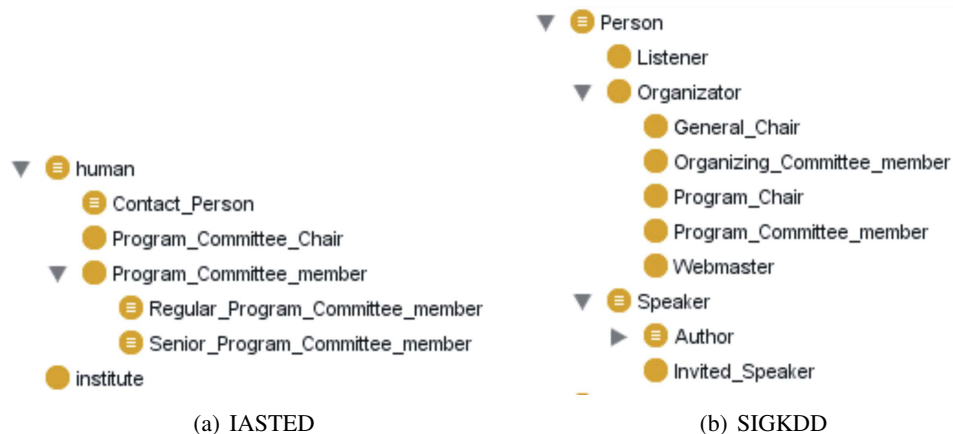 human
Contact_Person
Program_Committee_Chair
Program_Committee_member
Regular_Program_Committee_member
Senior_Program_Committee_member
institute
(a) IASTED
Person
Listener
Organizator
General_Chair
Organizing_Committee_member
Program_Chair
Program_Committee_member
Webmaster
Speaker
Author
Invited_Speaker
(b) SIGKDD